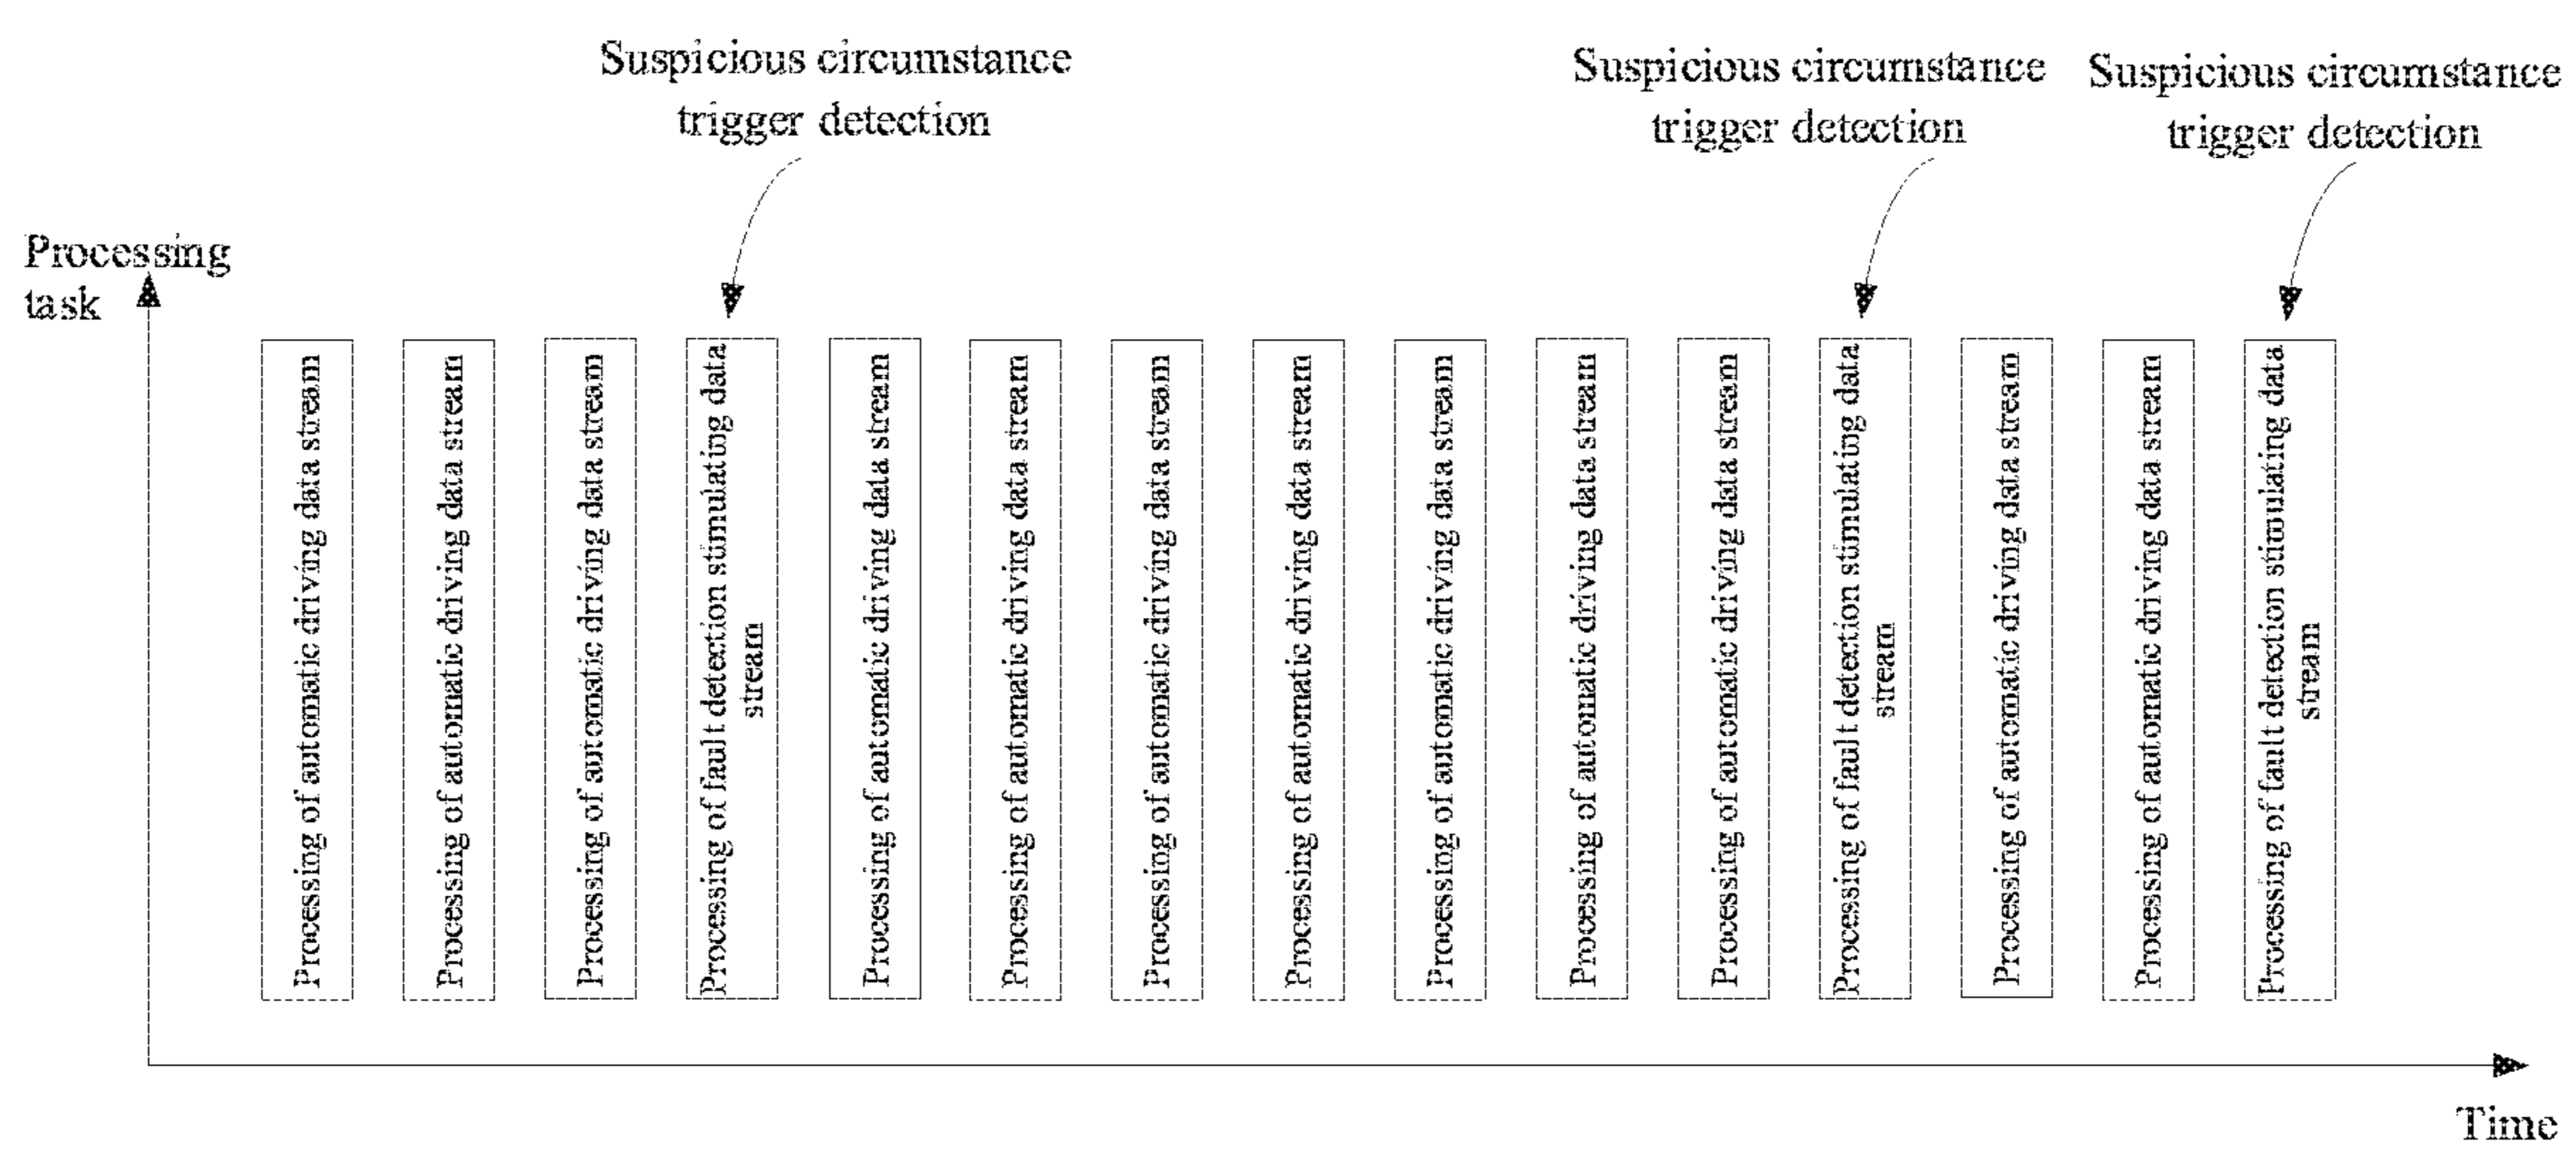 Suspicious circumstance
trigger detection
Suspicious circumstance
trigger detection
Suspicious circumstance
trigger detection
Processing
task
Processing of automatic driving data stream
Processing of automatic driving data stream
Processing of automatic driving data stream
Processing of fault detection stimulating data
stream
Processing of automatic driving data stream
Processing of automatic driving data stream
Processing of automatic driving data stream
Processing of automatic driving data stream
Processing of automatic driving data stream
Processing of automatic driving data stream
Processing of automatic driving data stream
Processing of fault detection stimulating data
stream
Processing of automatic driving data stream
Processing of automatic driving data stream
Processing of fault detection stimulating data
stream
Time